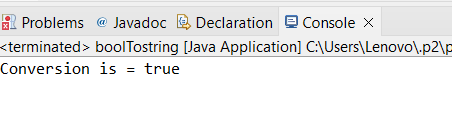 Problems @ Javadoc Declaration Console ×
<terminated> boolTostring [Java Application] C:\Users\Lenovo\.p2\p
Conversion is = true